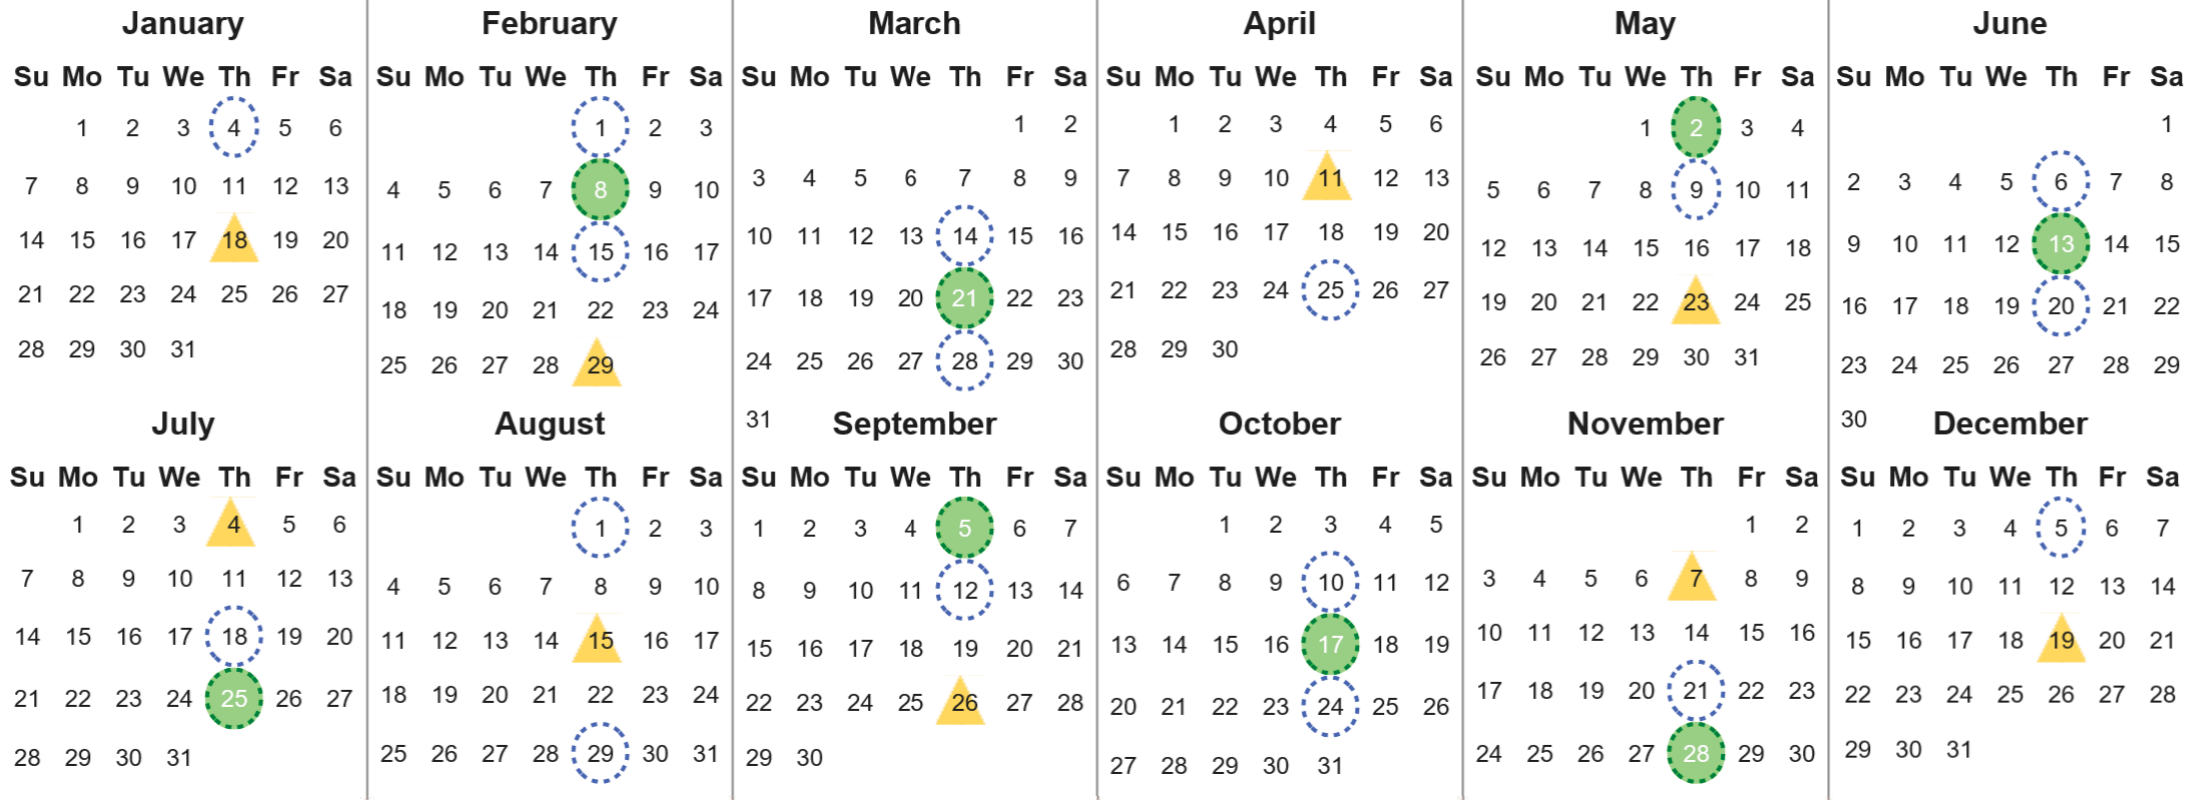 January
Su Mo Tu We Th Fr Sa
1 2 3 4 5 6
7 8 9 10 11 12 13
14 15 16 17 18 19 20
21 22 23 24 25 26 27
28 29 30 31
February
Su Mo Tu We Th Fr Sa
1 2 3
4 5 6 7 8 9 10
11 12 13 14 15 16 17
18 19 20 21 22 23 24
25 26 27 28 29
March
Su Mo Tu We Th Fr Sa
1 2
3 4 5 6 7 8 9
10 11 12 13 14 15 16
17 18 19 20 21 22 23
24 25 26 27 28 29 30
31
April
Su Mo Tu We Th Fr Sa
1 2 3 4 5 6
7 8 9 10 11 12 13
14 15 16 17 18 19 20
21 22 23 24 25 26 27
28 29 30
May
Su Mo Tu We Th Fr Sa
1 2 3 4
5 6 7 8 9 10 11
12 13 14 15 16 17 18
19 20 21 22 23 24 25
26 27 28 29 30 31
June
Su Mo Tu We Th Fr Sa
1
2 3 4 5 6 7 8
9 10 11 12 13 14 15
16 17 18 19 20 21 22
23 24 25 26 27 28 29
30
July
Su Mo Tu We Th Fr Sa
1 2 3 4 5 6
7 8 9 10 11 12 13
14 15 16 17 18 19 20
21 22 23 24 25 26 27
28 29 30 31
August
Su Mo Tu We Th Fr Sa
1 2 3
4 5 6 7 8 9 10
11 12 13 14 15 16 17
18 19 20 21 22 23 24
25 26 27 28 29 30 31
September
Su Mo Tu We Th Fr Sa
1 2 3 4 5 6 7
8 9 10 11 12 13 14
15 16 17 18 19 20 21
22 23 24 25 26 27 28
29 30
October
Su Mo Tu We Th Fr Sa
1 2 3 4 5
6 7 8 9 10 11 12
13 14 15 16 17 18 19
20 21 22 23 24 25 26
27 28 29 30 31
November
Su Mo Tu We Th Fr Sa
1 2
3 4 5 6 7 8 9
10 11 12 13 14 15 16
17 18 19 20 21 22 23
24 25 26 27 28 29 30
December
Su Mo Tu We Th Fr Sa
1 2 3 4 5 6 7
8 9 10 11 12 13 14
15 16 17 18 19 20 21
22 23 24 25 26 27 28
29 30 31